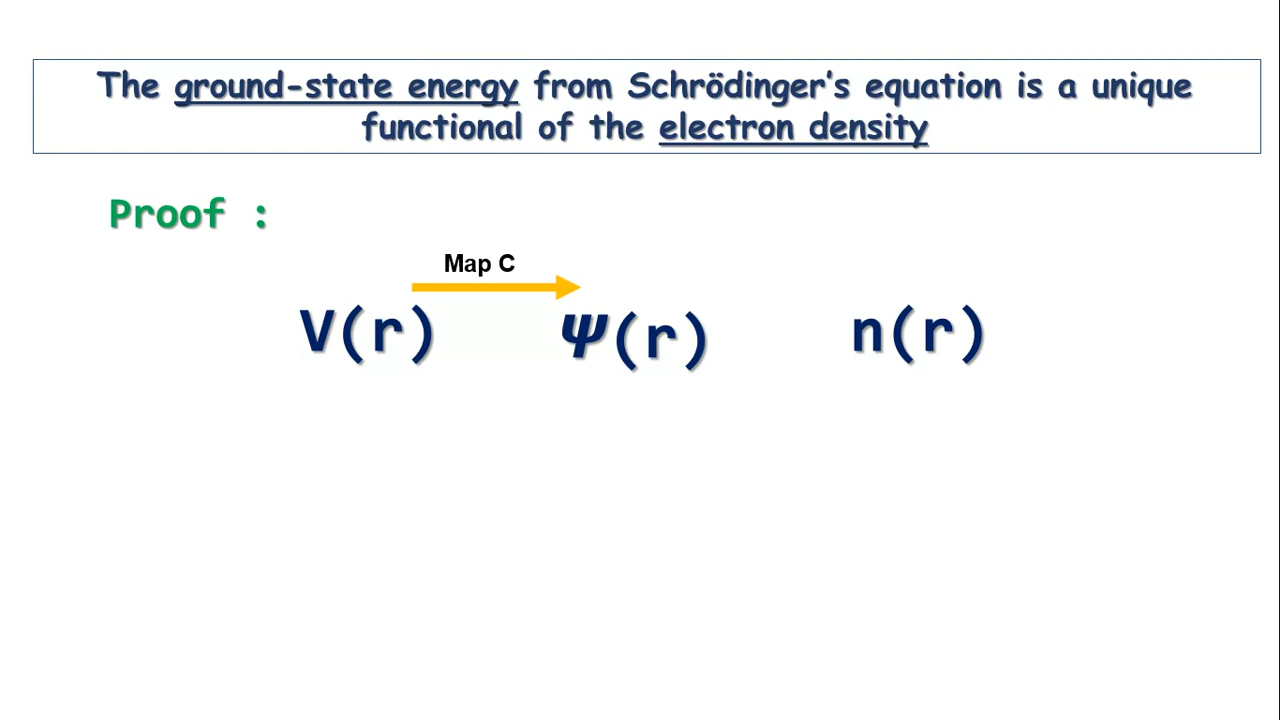 The ground-state energy from Schrödinger's equation is a unique
functional of the electron density
Proof :
Map C
V(r) Ψ(r) n(r)